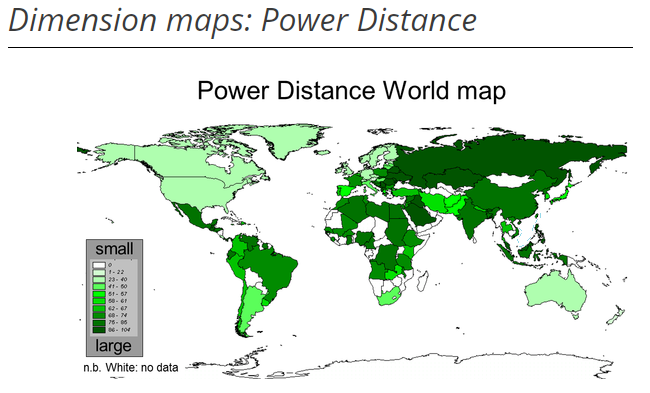 Dimension maps: Power Distance
Power Distance World map
small
0
1 - 22
23 - 40
41 - 50
51 - 57
58 - 61
62 - 67
68 - 74
75 - 85
86 - 104
large
n.b. White: no data